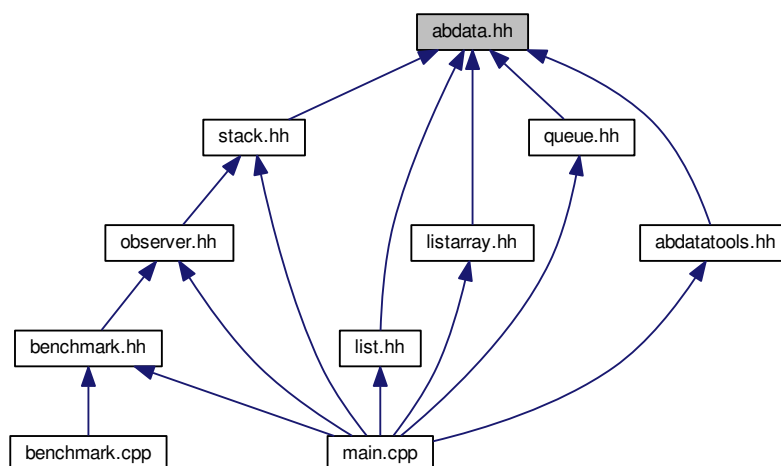 abdata.hh
stack.hh
queue.hh
observer.hh
listarray.hh
abdatatools.hh
benchmark.hh
list.hh
benchmark.cpp
main.cpp